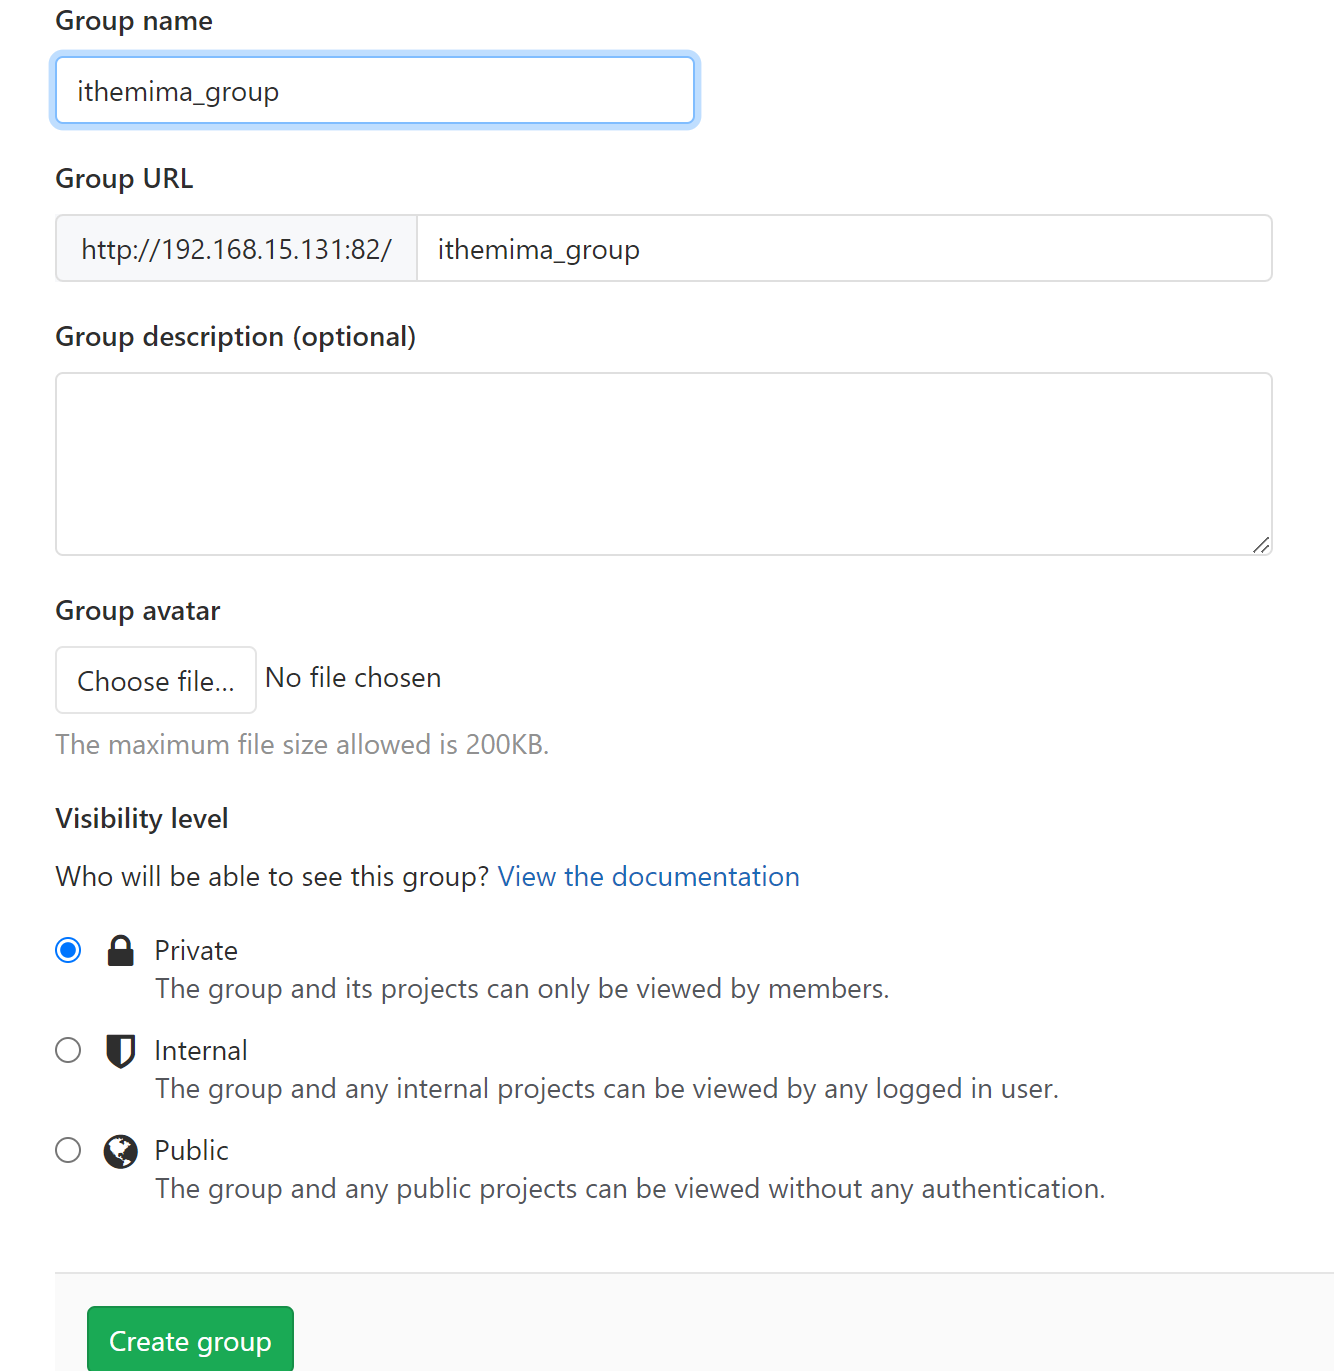 Group name
ithemima_group
Group URL
http://192.168.15.131:82/ ithemima_group
Group description (optional)
Group avatar
Choose file... No file chosen
The maximum file size allowed is 200KB.
Visibility level
Who will be able to see this group? View the documentation
Private
The group and its projects can only be viewed by members.
Internal
The group and any internal projects can be viewed by any logged in user.
Public
The group and any public projects can be viewed without any authentication.
Create group